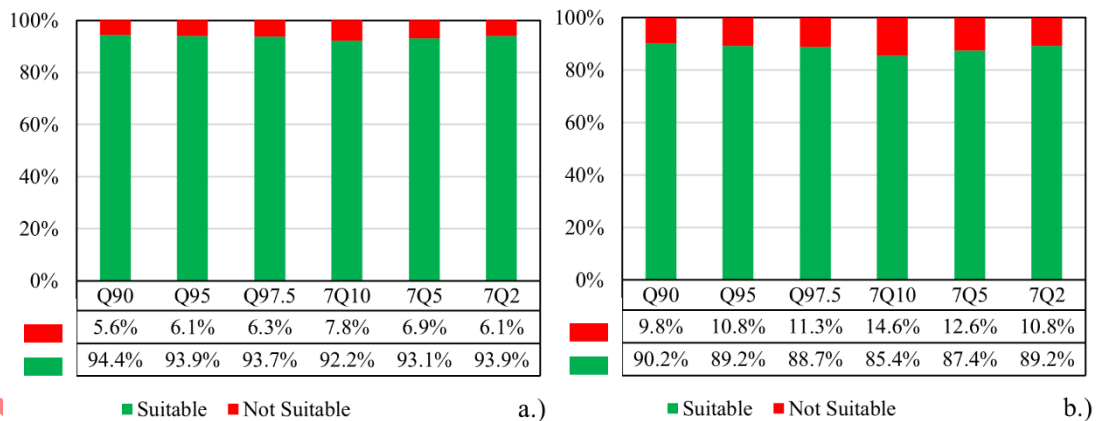 100%
80%
60%
40%
20%
0%
Q90 Q95 Q97.5 7Q10 7Q5 7Q2
5.6% 6.1% 6.3% 7.8% 6.9% 6.1%
94.4% 93.9% 93.7% 92.2% 93.1% 93.9%
Suitable Not Suitable a.)
100%
80%
60%
40%
20%
0%
Q90 Q95 Q97.5 7Q10 7Q5 7Q2
9.8% 10.8% 11.3% 14.6% 12.6% 10.8%
90.2% 89.2% 88.7% 85.4% 87.4% 89.2%
Suitable Not Suitable b.)